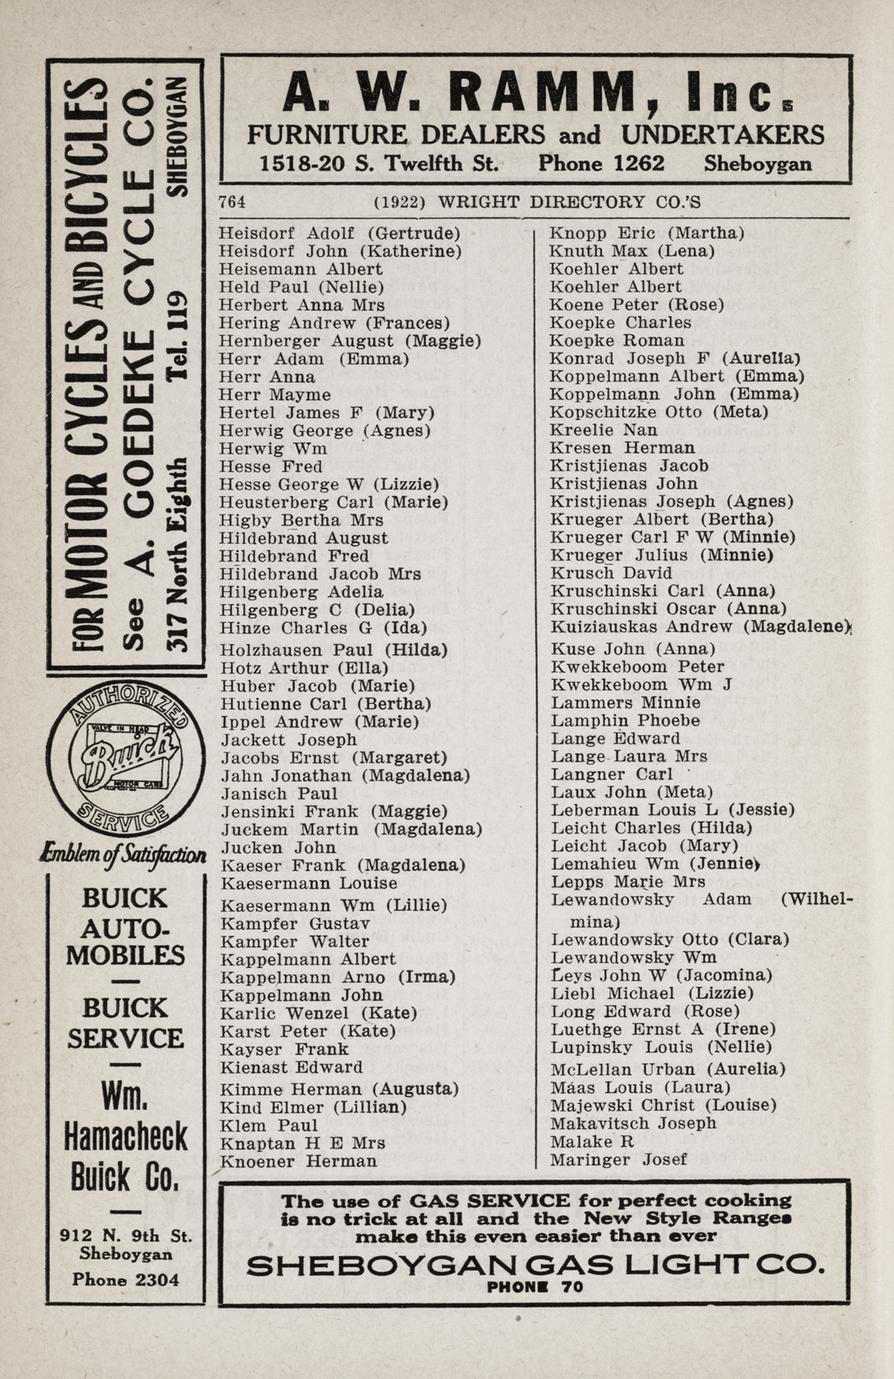 A. W. RAMM, Inc.
FURNITURE DEALERS and UNDERTAKERS
1518-20 S. Twelfth St. Phone 1262 Sheboygan
FOR MOTOR CYCLES AND BICYCLES
See A. GOEDEKE CYCLE CO.
317 North Eighth Tel. 119 SHEBOYGAN
AUTHORIZED
VALVE IN HEAD
Buick
MOTOR CARS
SERVICE
Emblem of Satisfaction
BUICK
AUTO-
MOBILES
BUICK
SERVICE
Wm.
Hamacheck
Buick Co.
912 N. 9th St.
Sheboygan
Phone 2304
764 (1922) WRIGHT DIRECTORY CO.'S
Heisdorf Adolf (Gertrude)
Heisdorf John (Katherine)
Heisemann Albert
Held Paul (Nellie)
Herbert Anna Mrs
Hering Andrew (Frances)
Hernberger August (Maggie)
Herr Adam (Emma)
Herr Anna
Herr Mayme
Hertel James F (Mary)
Herwig George (Agnes)
Herwig Wm
Hesse Fred
Hesse George W (Lizzie)
Heusterberg Carl (Marie)
Higby Bertha Mrs
Hildebrand August
Hildebrand Fred
Hildebrand Jacob Mrs
Hilgenberg Adelia
Hilgenberg C (Delia)
Hinze Charles G (Ida)
Holzhausen Paul (Hilda)
Hotz Arthur (Ella)
Huber Jacob (Marie)
Hutienne Carl (Bertha)
Ippel Andrew (Marie)
Jackett Joseph
Jacobs Ernst (Margaret)
Jahn Jonathan (Magdalena)
Janisch Paul
Jensinki Frank (Maggie)
Juckem Martin (Magdalena)
Jucken John
Kaeser Frank (Magdalena)
Kaesermann Louise
Kaesermann Wm (Lillie)
Kampfer Gustav
Kampfer Walter
Kappelmann Albert
Kappelmann Arno (Irma)
Kappelmann John
Karlic Wenzel (Kate)
Karst Peter (Kate)
Kayser Frank
Kienast Edward
Kimme Herman (Augusta)
Kind Elmer (Lillian)
Klem Paul
Knaptan H E Mrs
Knoener Herman
Knopp Eric (Martha)
Knuth Max (Lena)
Koehler Albert
Koehler Albert
Koene Peter (Rose)
Koepke Charles
Koepke Roman
Konrad Joseph F (Aurelia)
Koppelmann Albert (Emma)
Koppelmann John (Emma)
Kopschitzke Otto (Meta)
Kreelie Nan
Kresen Herman
Kristjienas Jacob
Kristjienas John
Kristjienas Joseph (Agnes)
Krueger Albert (Bertha)
Krueger Carl F W (Minnie)
Krueger Julius (Minnie)
Krusch David
Kruschinski Carl (Anna)
Kruschinski Oscar (Anna)
Kuiziauskas Andrew (Magdalene)
Kuse John (Anna)
Kwekkeboom Peter
Kwekkeboom Wm J
Lammers Minnie
Lamphin Phoebe
Lange Edward
Lange Laura Mrs
Langner Carl
Laux John (Meta)
Leberman Louis L (Jessie)
Leicht Charles (Hilda)
Leicht Jacob (Mary)
Lemahieu Wm (Jennie)
Lepps Marie Mrs
Lewandowsky Adam (Wilhel-
mina)
Lewandowsky Otto (Clara)
Lewandowsky Wm
Leys John W (Jacomina)
Liebl Michael (Lizzie)
Long Edward (Rose)
Luethge Ernst A (Irene)
Lupinsky Louis (Nellie)
McLellan Urban (Aurelia)
Maas Louis (Laura)
Majewski Christ (Louise)
Makavitsch Joseph
Malake R
Maringer Josef
The use of GAS SERVICE for perfect cooking
is no trick at all and the New Style Ranges
make this even easier than ever
SHEBOYGAN GAS LIGHT CO.
PHONE 70